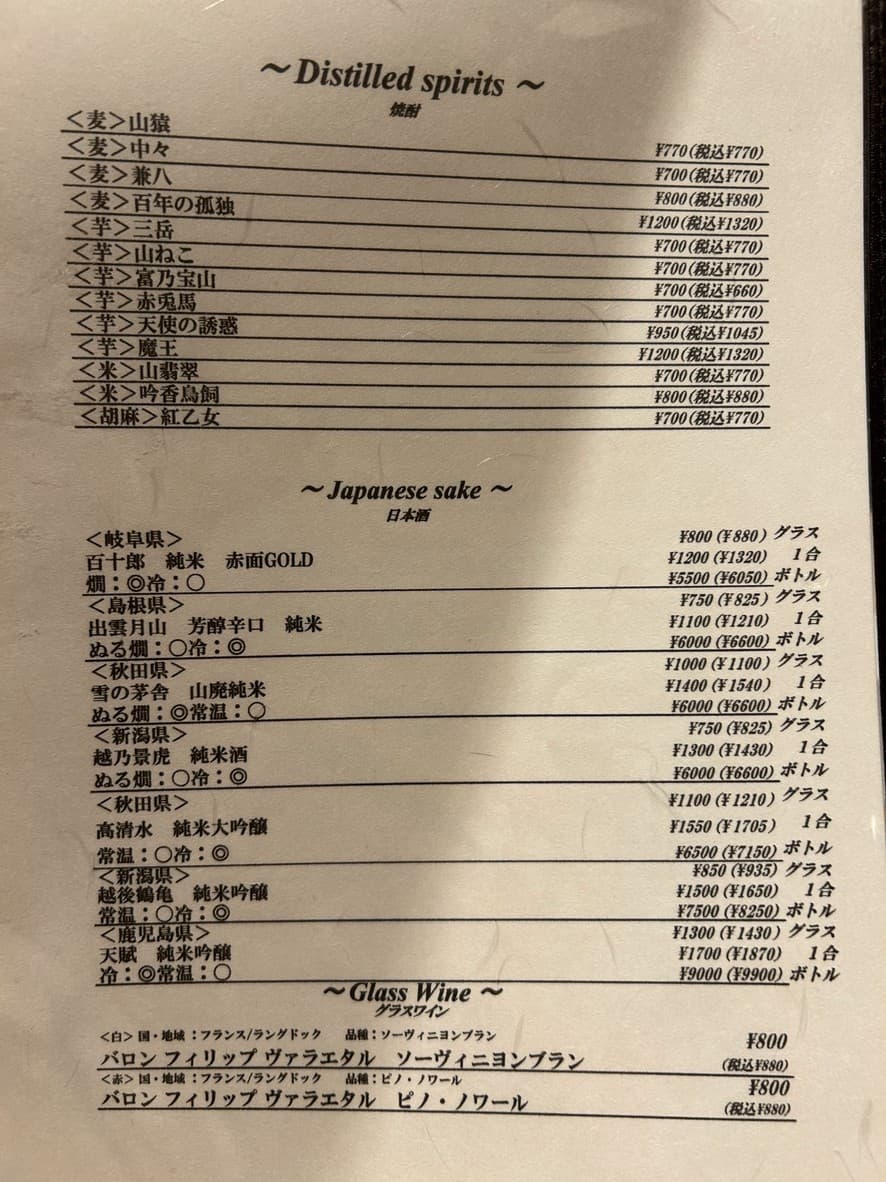 ～Distilled spirits～
焼酎
＜麦＞山猿 ¥770(税込¥770)
＜麦＞中々 ¥700(税込¥770)
＜麦＞兼八 ¥800(税込¥880)
＜麦＞百年の孤独 ¥1200(税込¥1320)
＜芋＞三岳 ¥700(税込¥770)
＜芋＞山ねこ ¥700(税込¥770)
＜芋＞富乃宝山 ¥700(税込¥660)
＜芋＞赤兎馬 ¥700(税込¥770)
＜芋＞天使の誘惑 ¥950(税込¥1045)
＜芋＞魔王 ¥1200(税込¥1320)
＜米＞山翡翠 ¥700(税込¥770)
＜米＞吟香鳥飼 ¥800(税込¥880)
＜胡麻＞紅乙女 ¥700(税込¥770)
～Japanese sake～
日本酒
＜岐阜県＞ ¥800(¥880) グラス
百十郎 純米 赤面GOLD ¥1200(¥1320) 1合
燗：◎冷：○ ¥5500(¥6050) ボトル
＜島根県＞ ¥750(¥825) グラス
出雲月山 芳醇辛口 純米 ¥1100(¥1210) 1合
ぬる燗：○冷：◎ ¥6000(¥6600) ボトル
＜秋田県＞ ¥1000(¥1100) グラス
雪の茅舎 山廃純米 ¥1400(¥1540) 1合
ぬる燗：◎常温：○ ¥6000(¥6600) ボトル
＜新潟県＞ ¥750(¥825) グラス
越乃景虎 純米酒 ¥1300(¥1430) 1合
ぬる燗：○冷：◎ ¥6000(¥6600) ボトル
＜秋田県＞ ¥1100(¥1210) グラス
高清水 純米大吟醸 ¥1550(¥1705) 1合
常温：○冷：◎ ¥6500(¥7150) ボトル
＜新潟県＞ ¥850(¥935) グラス
越後鶴亀 純米吟醸 ¥1500(¥1650) 1合
常温：○冷：◎ ¥7500(¥8250) ボトル
＜鹿児島県＞ ¥1300(¥1430) グラス
天賦 純米吟醸 ¥1700(¥1870) 1合
冷：◎常温：○ ¥9000(¥9900) ボトル
～Glass Wine～
グラスワイン
＜白＞国・地域：フランス/ラングドック 品種：ソーヴィニヨンブラン ¥800
バロン フィリップ ヴァラエタル ソーヴィニヨンブラン (税込¥880)
＜赤＞国・地域：フランス/ラングドック 品種：ピノ・ノワール ¥800
バロン フィリップ ヴァラエタル ピノ・ノワール (税込¥880)